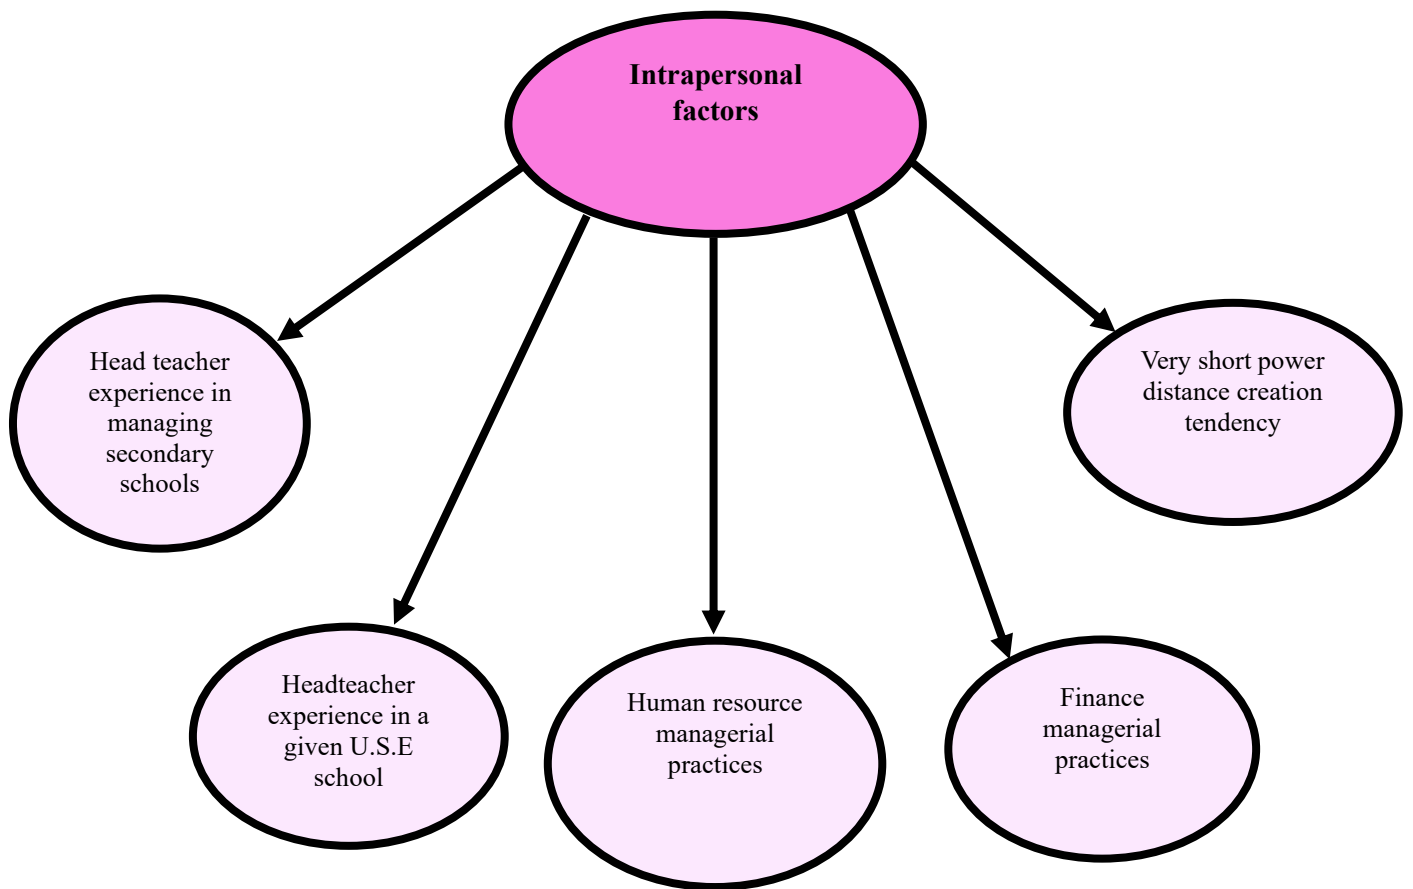 Intrapersonal
factors
Head teacher
experience in
managing
secondary
schools
Very short power
distance creation
tendency
Headteacher
experience in a
given U.S.E
school
Human resource
managerial
practices
Finance
managerial
practices